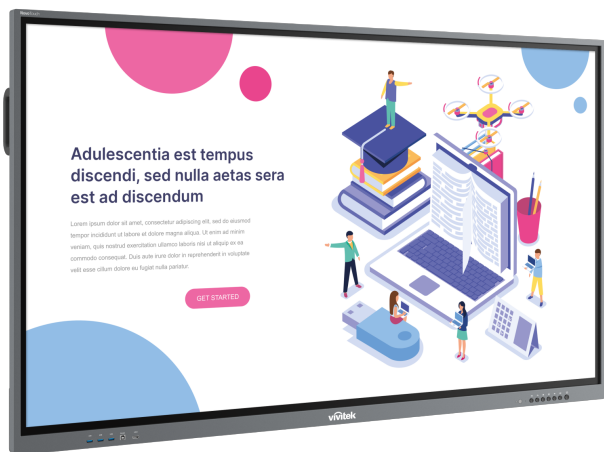 NovoTouch
Adulescentia est tempus
discendi, sed nulla aetas sera
est ad discendum
Lorem ipsum dolor sit amet, consectetur adipiscing elit, sed do eiusmod
tempor incididunt ut labore et dolore magna aliqua. Ut enim ad minim
veniam, quis nostrud exercitation ullamco laboris nisi ut aliquip ex ea
commodo consequat. Duis aute irure dolor in reprehenderit in voluptate
velit esse cillum dolore eu fugiat nulla pariatur.
GET STARTED
vivitek